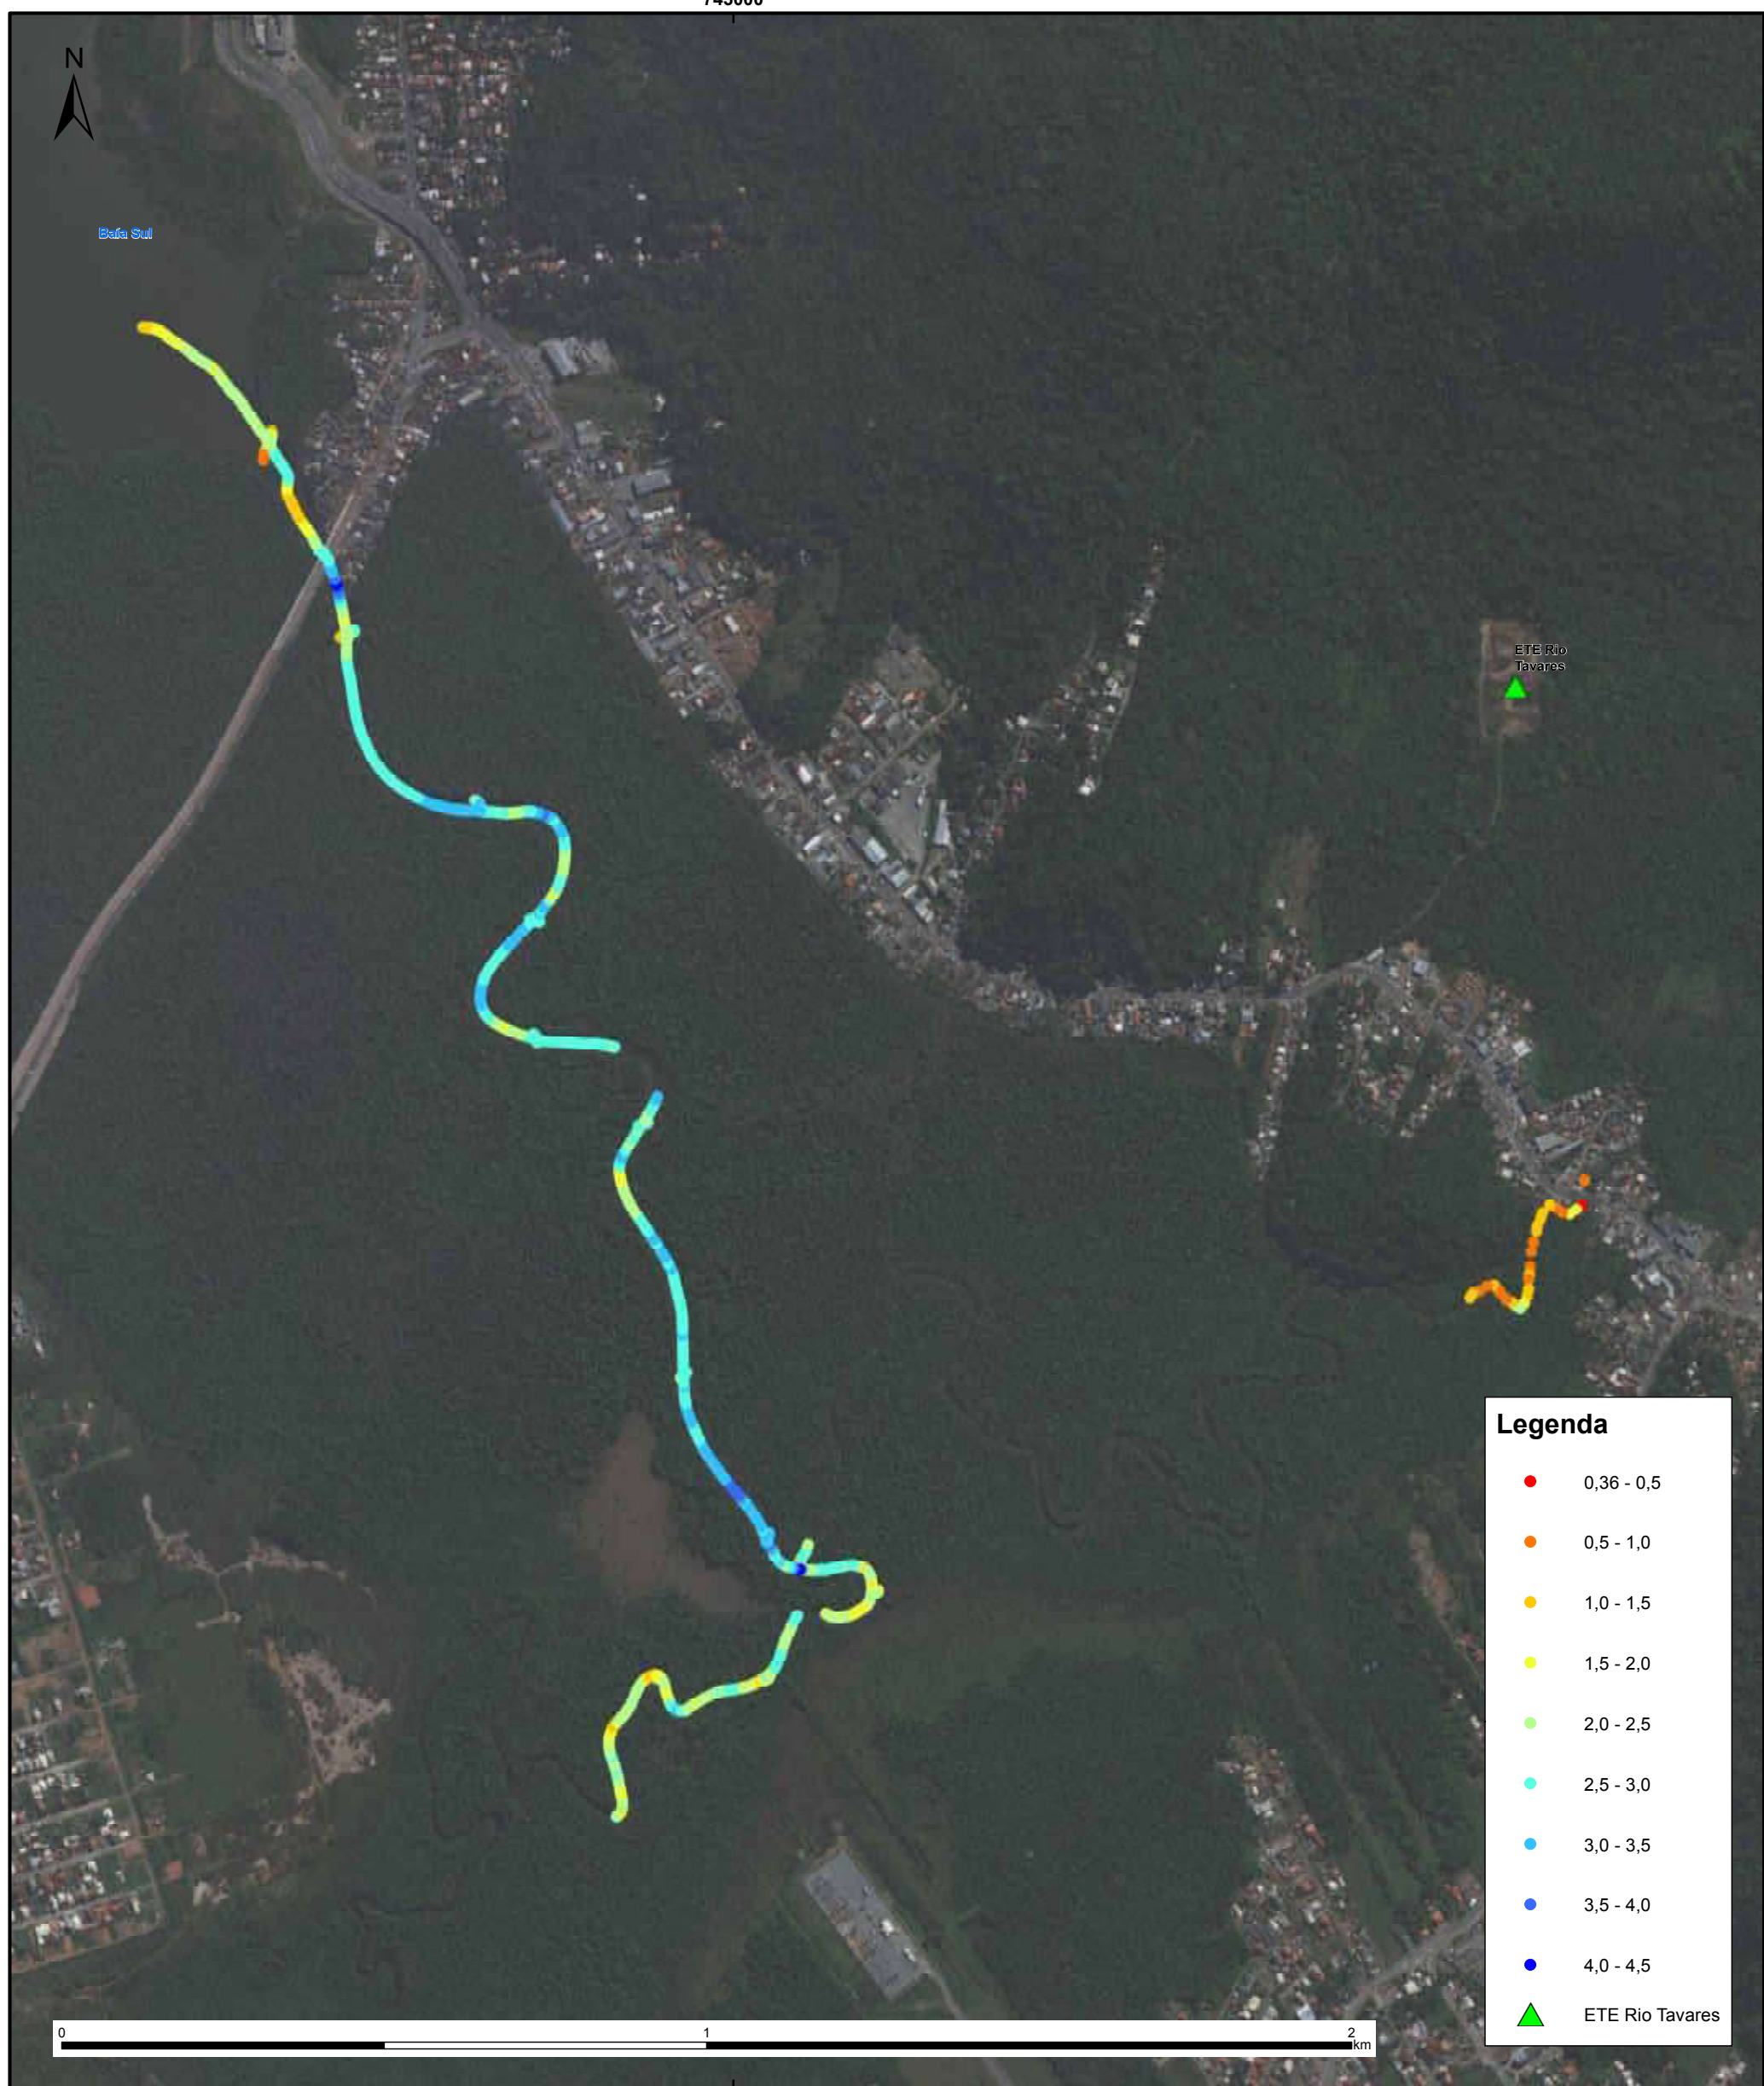 N
Baía Sul
ETE Rio
Tavares
Legenda
0,36 - 0,5
0,5 - 1,0
1,0 - 1,5
1,5 - 2,0
2,0 - 2,5
2,5 - 3,0
3,0 - 3,5
3,5 - 4,0
4,0 - 4,5
ETE Rio Tavares
0 1 2
km